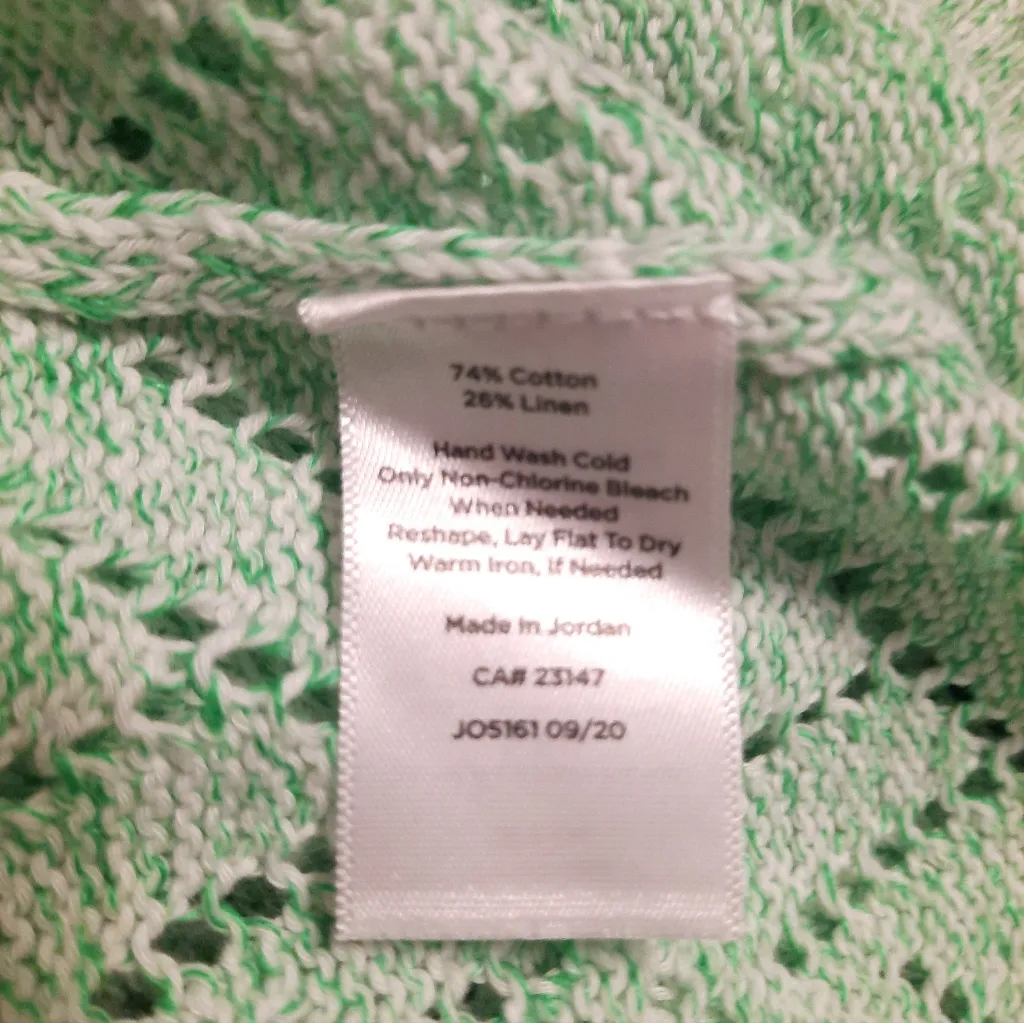 74% Cotton
26% Linen
Hand Wash Cold
Only Non-Chlorine Bleach
When Needed
Reshape, Lay Flat To Dry
Warm Iron, If Needed
Made In Jordan
CA# 23147
JO5161 09/20